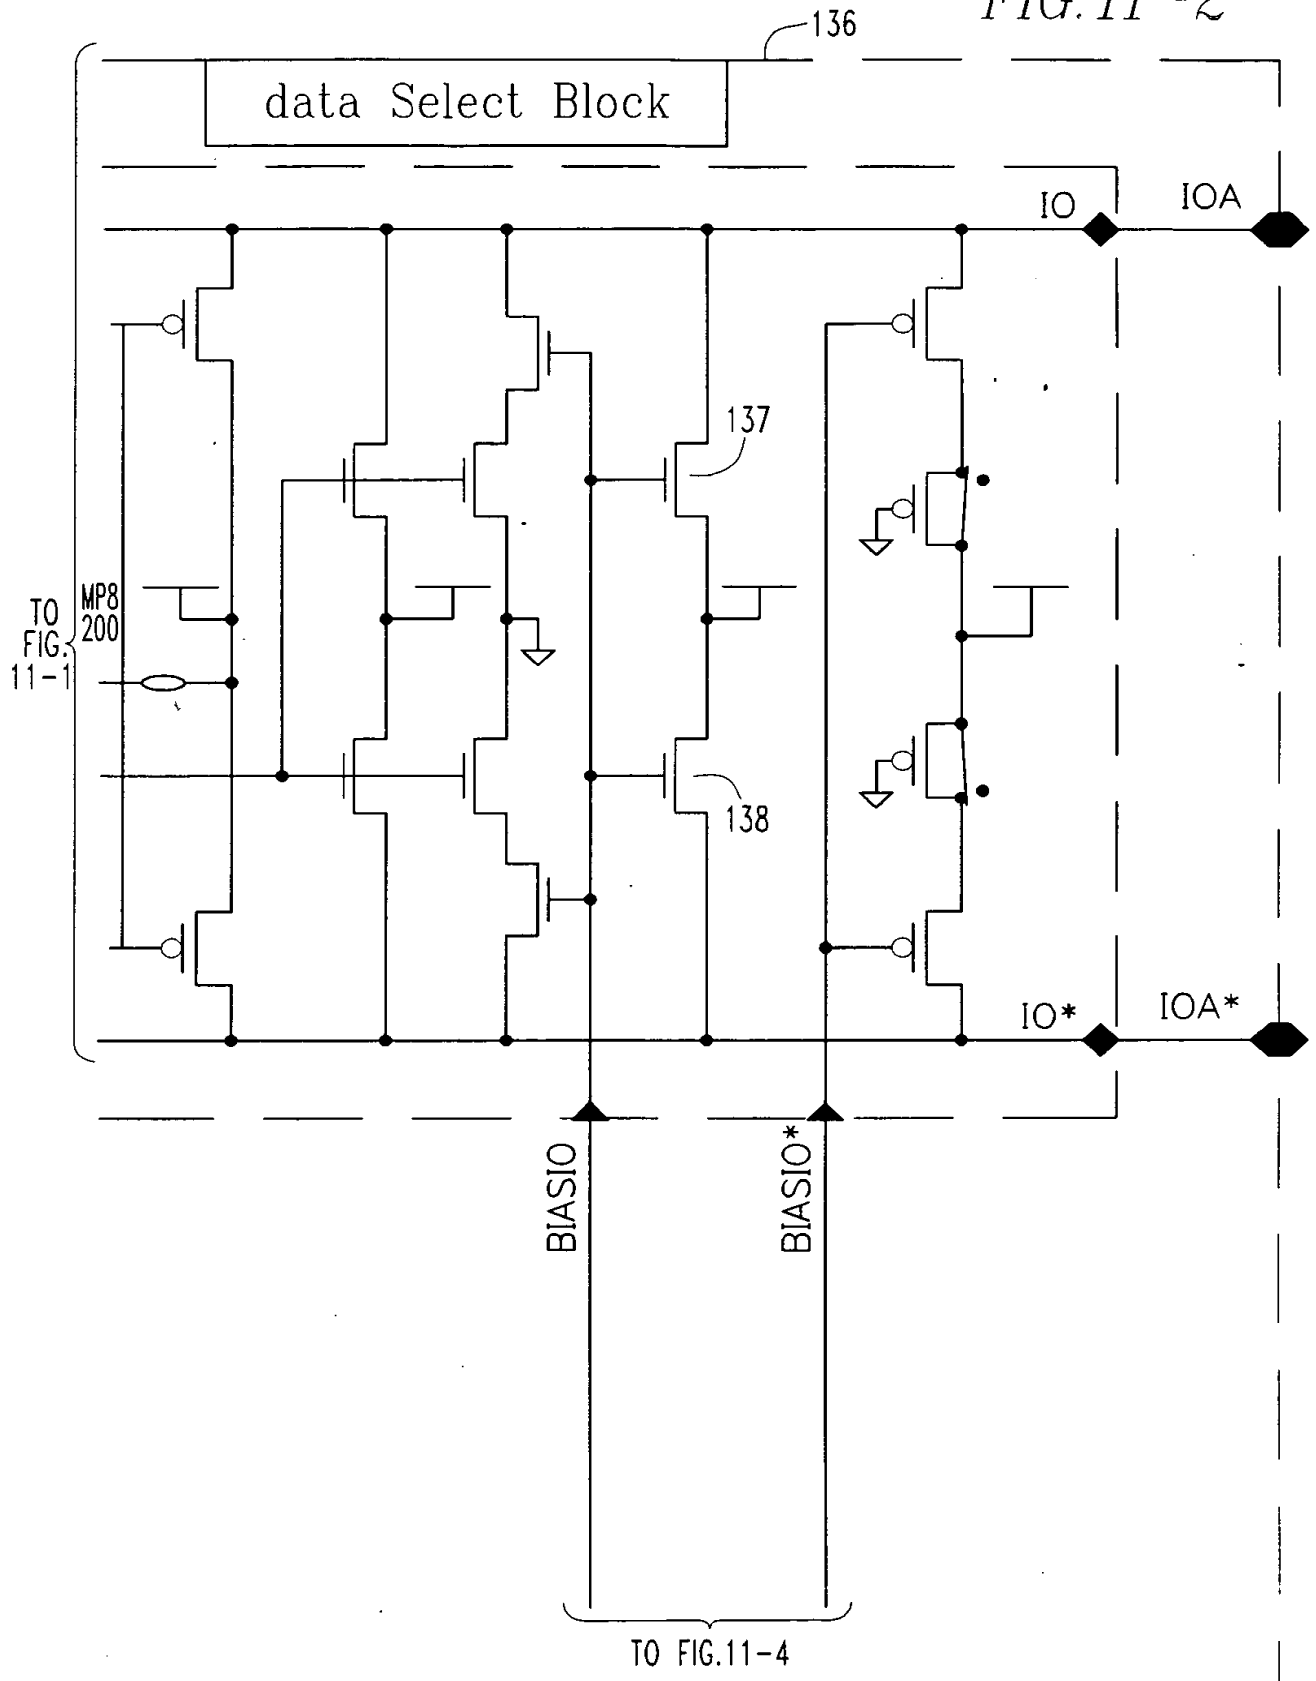 FIG. 11-2
136
data Select Block
IO
IOA
137
MP8
200
TO
FIG.
11-1
138
IO*
IOA*
BIASIO
BIASIO*
TO FIG.11-4